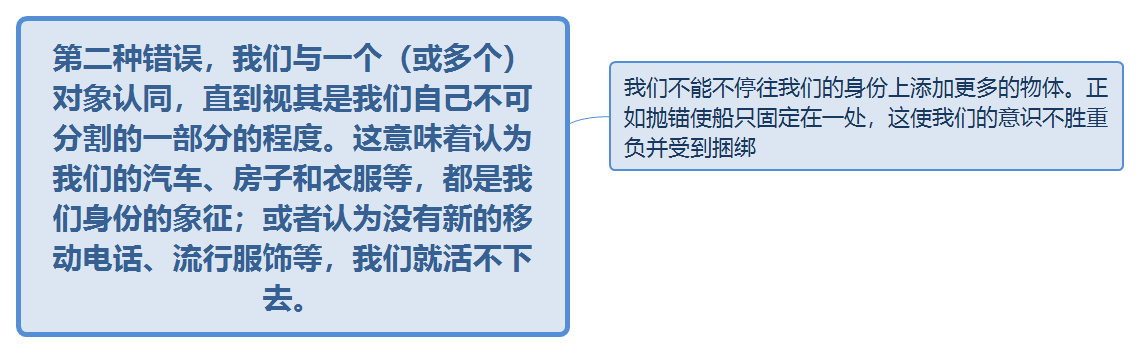 第二种错误，我们与一个（或多个）
对象认同，直到视其是我们自己不可
分割的一部分的程度。这意味着认为
我们的汽车、房子和衣服等，都是我
们身份的象征；或者认为没有新的移
动电话、流行服饰等，我们就活不下
去。
我们不能不停往我们的身份上添加更多的物体。正
如抛锚使船只固定在一处，这使我们的意识不胜重
负并受到捆绑